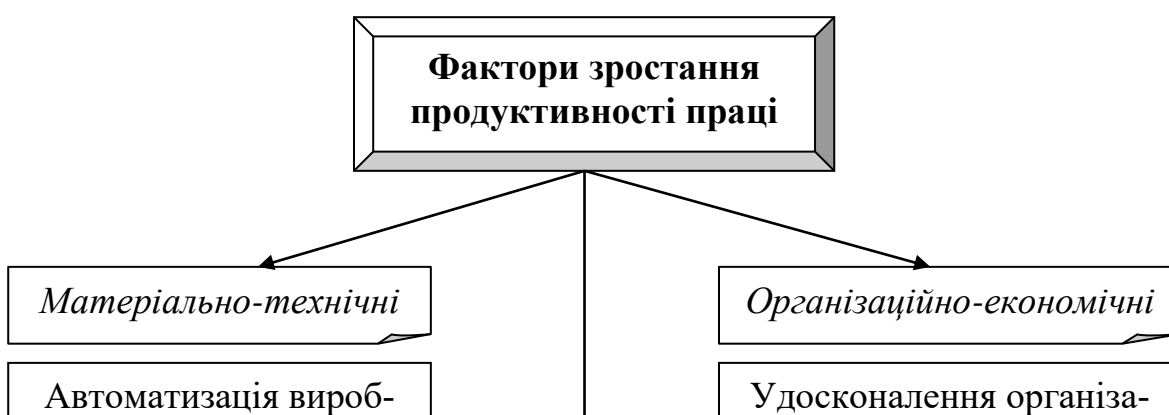 Фактори зростання
продуктивності праці
Матеріально-технічні
Організаційно-економічні
Автоматизація вироб-
Удосконалення організа-